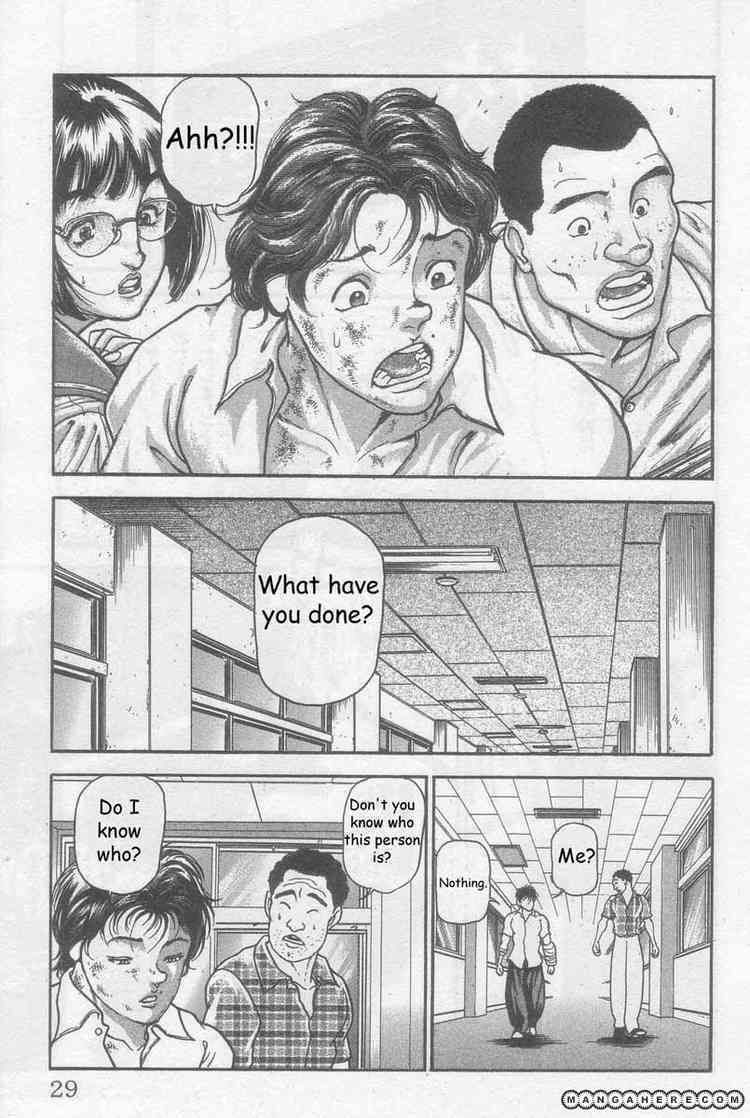 Ahh?!!!
What have
you done?
Me?
Nothing.
Don't you
know who
this person
is?
Do I
know
who?
29
MANGAHERE.COM